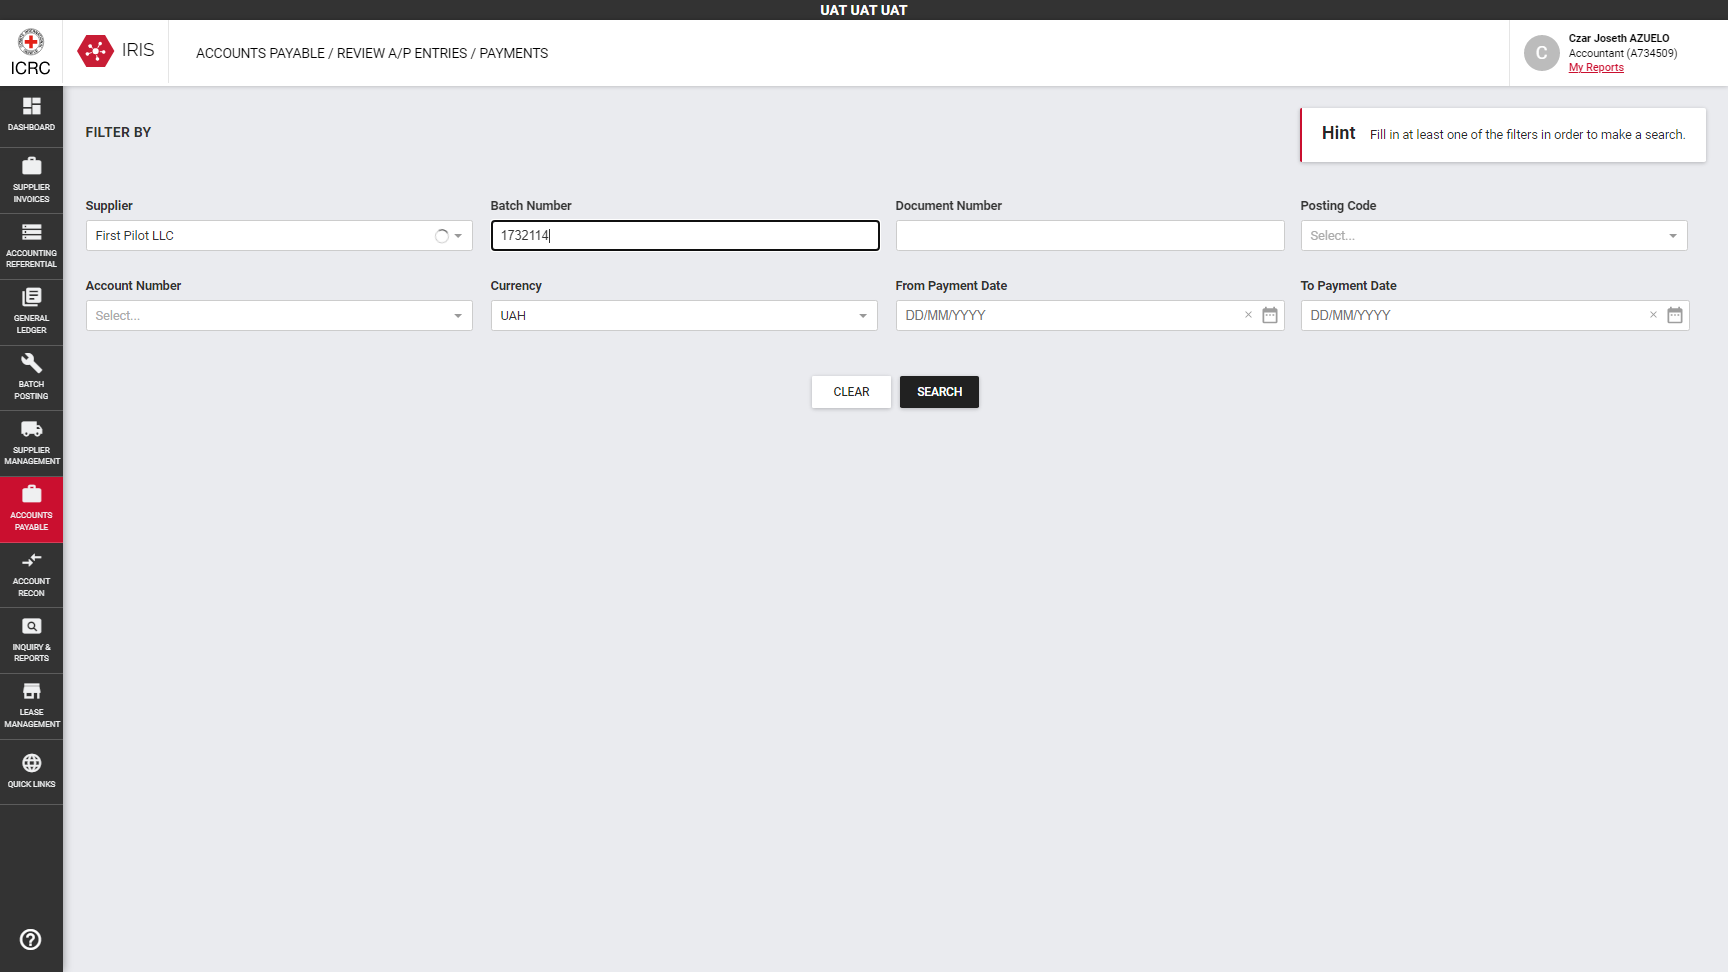 UAT UAT UAT
ICRC
IRIS
ACCOUNTS PAYABLE / REVIEW A/P ENTRIES / PAYMENTS
C
Czar Joseth AZUELO
Accountant (A734509)
My Reports
DASHBOARD
SUPPLIER
INVOICES
ACCOUNTING
REFERENTIAL
GENERAL
LEDGER
BATCH
POSTING
SUPPLIER
MANAGEMENT
ACCOUNTS
PAYABLE
ACCOUNT
RECON
INQUIRY &
REPORTS
LEASE
MANAGEMENT
QUICK LINKS
FILTER BY
Hint Fill in at least one of the filters in order to make a search.
Supplier Batch Number Document Number Posting Code
First Pilot LLC 1732114 Select...
Account Number Currency From Payment Date To Payment Date
Select... UAH DD/MM/YYYY × DD/MM/YYYY ×
CLEAR SEARCH
?